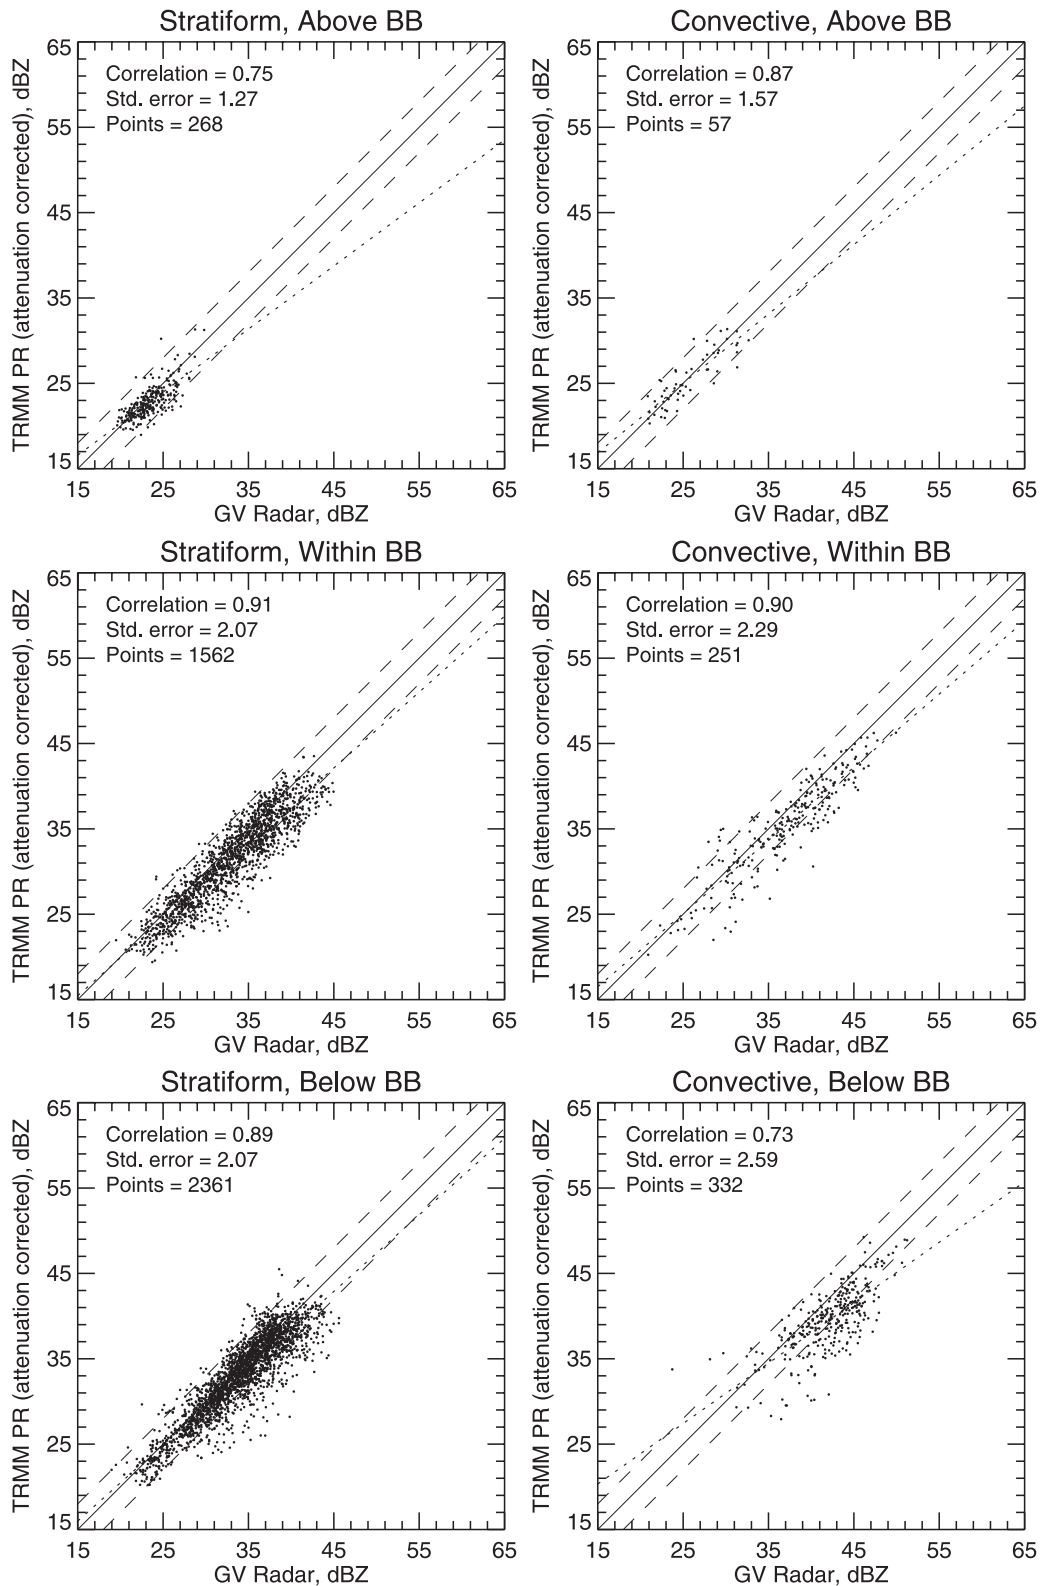 Stratiform, Above BB
TRMM PR (attenuation corrected), dBZ
65
55
45
35
25
15
Correlation = 0.75
Std. error = 1.27
Points = 268
15 25 35 45 55 65
GV Radar, dBZ
Convective, Above BB
TRMM PR (attenuation corrected), dBZ
65
55
45
35
25
15
Correlation = 0.87
Std. error = 1.57
Points = 57
15 25 35 45 55 65
GV Radar, dBZ
Stratiform, Within BB
TRMM PR (attenuation corrected), dBZ
65
55
45
35
25
15
Correlation = 0.91
Std. error = 2.07
Points = 1562
15 25 35 45 55 65
GV Radar, dBZ
Convective, Within BB
TRMM PR (attenuation corrected), dBZ
65
55
45
35
25
15
Correlation = 0.90
Std. error = 2.29
Points = 251
15 25 35 45 55 65
GV Radar, dBZ
Stratiform, Below BB
TRMM PR (attenuation corrected), dBZ
65
55
45
35
25
15
Correlation = 0.89
Std. error = 2.07
Points = 2361
15 25 35 45 55 65
GV Radar, dBZ
Convective, Below BB
TRMM PR (attenuation corrected), dBZ
65
55
45
35
25
15
Correlation = 0.73
Std. error = 2.59
Points = 332
15 25 35 45 55 65
GV Radar, dBZ